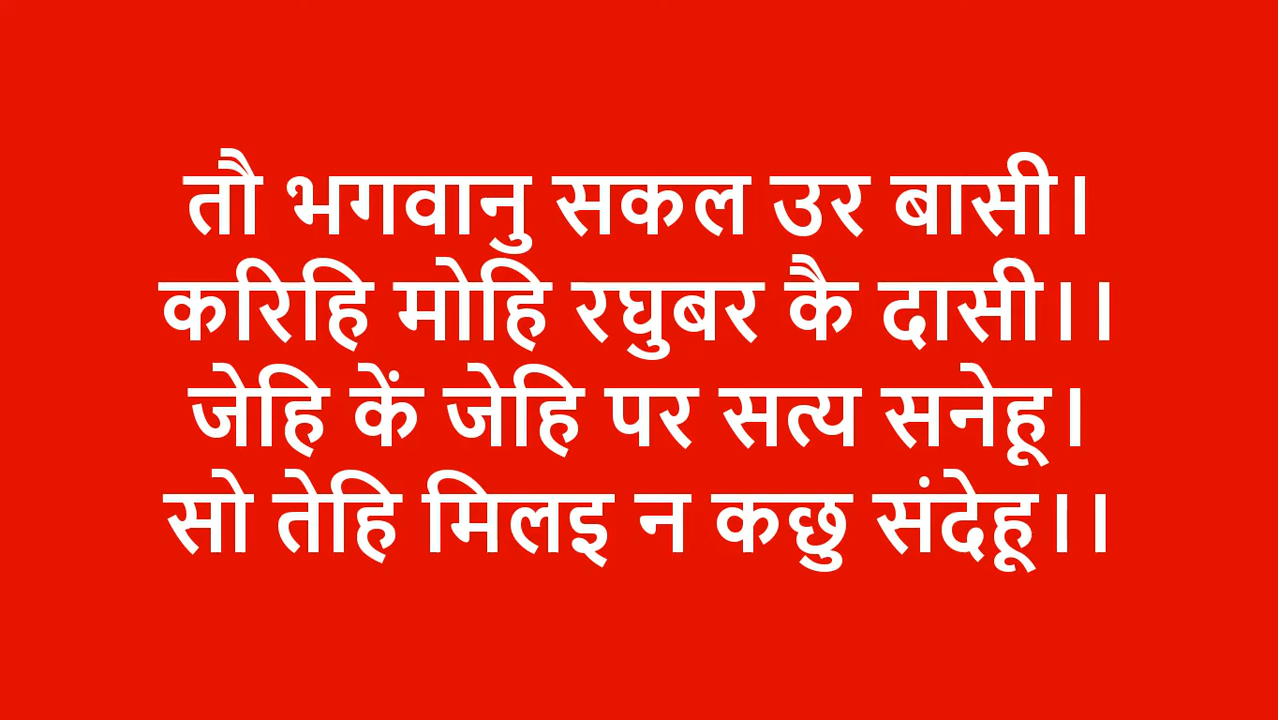 तौ भगवानु सकल उर बासी।
करिहि मोहि रघुबर कै दासी।।
जेहि कें जेहि पर सत्य सनेहू।
सो तेहि मिलइ न कछु संदेहू।।